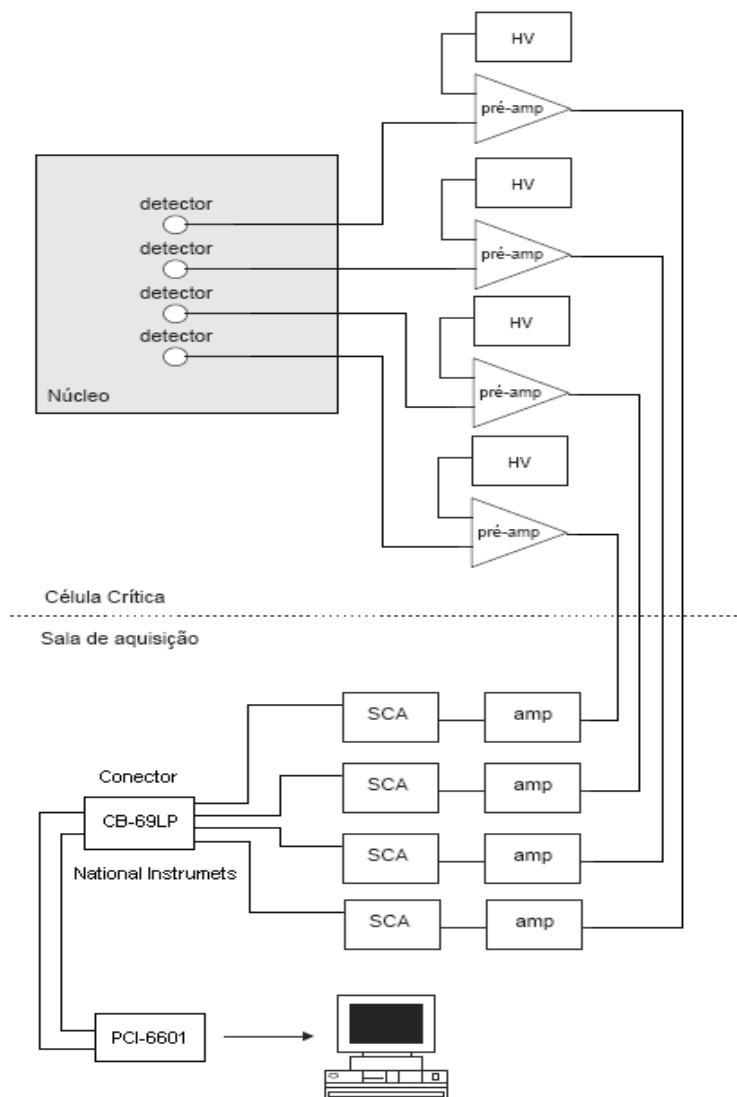 HV
pré-amp
HV
pré-amp
detector
detector
detector
detector
Núcleo
HV
pré-amp
HV
pré-amp
Célula Crítica
Sala de aquisição
SCA
amp
SCA
amp
SCA
amp
SCA
amp
Conector
CB-69LP
National Instrumets
PCI-6601